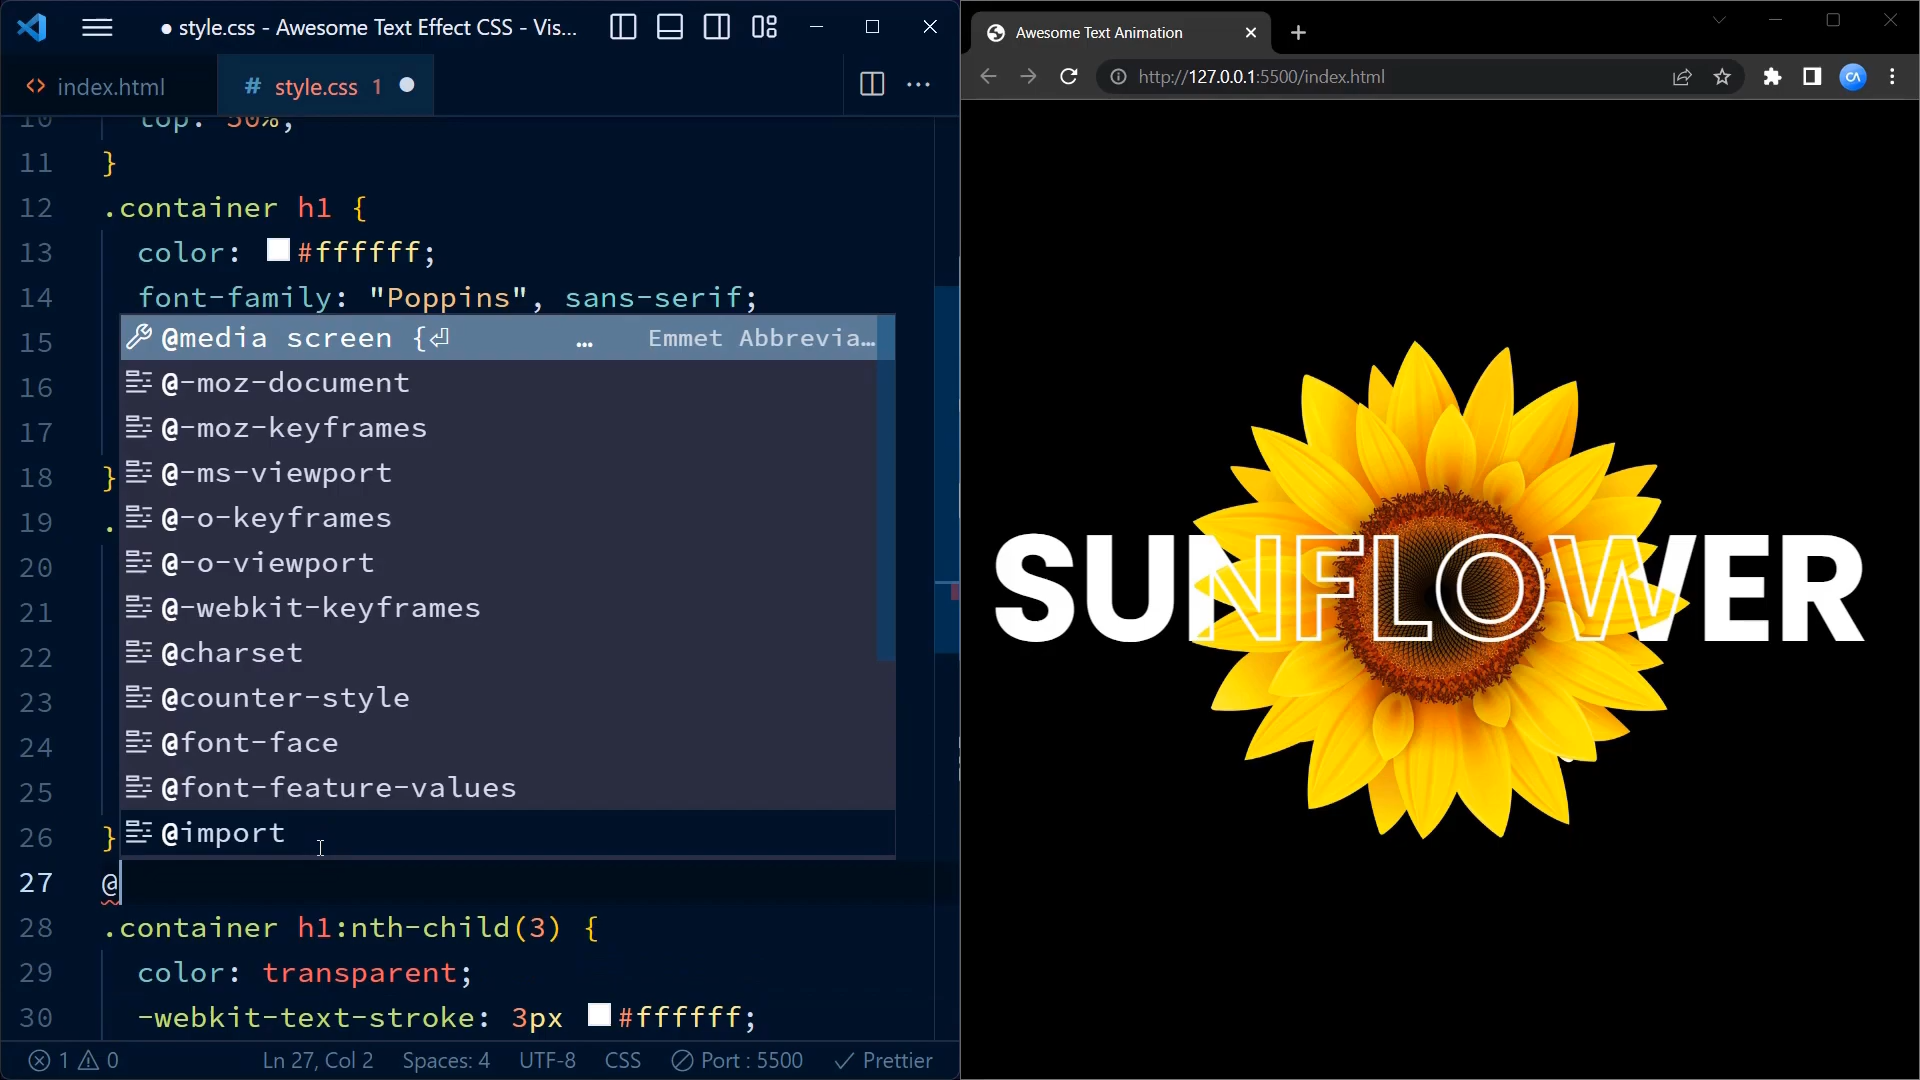 style.css - Awesome Text Effect CSS - Vis...
index.html
# style.css 1
10 top: 50%;
11 }
12 .container h1 {
13 color: #ffffff;
14 font-family: "Poppins", sans-serif;
15
16
17
18 }
19 .
20
21
22
23
24
25
26 }
@media screen {⏎ … Emmet Abbrevia…
@-moz-document
@-moz-keyframes
@-ms-viewport
@-o-keyframes
@-o-viewport
@-webkit-keyframes
@charset
@counter-style
@font-face
@font-feature-values
@import
27 @
28 .container h1:nth-child(3) {
29 color: transparent;
30 -webkit-text-stroke: 3px #ffffff;
1 0 Ln 27, Col 2 Spaces: 4 UTF-8 CSS Port : 5500 Prettier
Awesome Text Animation
http://127.0.0.1:5500/index.html
CA
SUNFLOWER